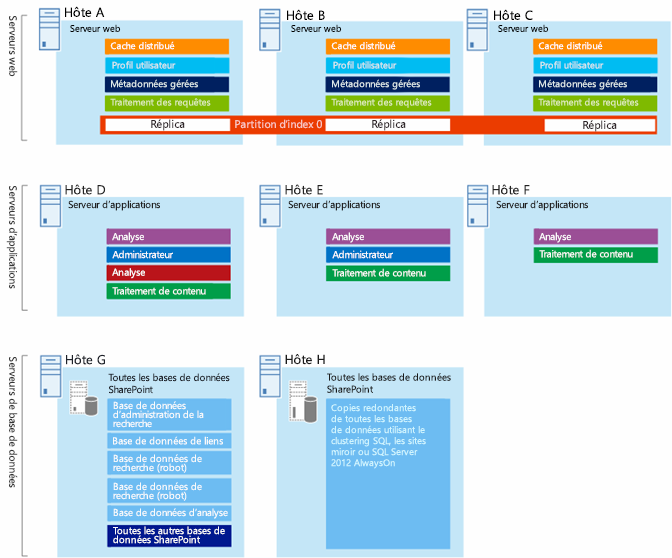 Serveurs web
Hôte A
Serveur web
Cache distribué
Profil utilisateur
Métadonnées gérées
Traitement des requêtes
Réplica
Hôte B
Serveur web
Cache distribué
Profil utilisateur
Métadonnées gérées
Traitement des requêtes
Réplica
Hôte C
Serveur web
Cache distribué
Profil utilisateur
Métadonnées gérées
Traitement des requêtes
Réplica
Partition d'index 0
Serveurs d'applications
Hôte D
Serveur d'applications
Analyse
Administrateur
Analyse
Traitement de contenu
Hôte E
Serveur d'applications
Analyse
Administrateur
Traitement de contenu
Hôte F
Serveur d'applications
Analyse
Traitement de contenu
Serveurs de base de données
Hôte G
Toutes les bases de données
SharePoint
Base de données
d'administration de la
recherche
Base de données de liens
Base de données de
recherche (robot)
Base de données de
recherche (robot)
Base de données d'analyse
Toutes les autres bases de
données SharePoint
Hôte H
Toutes les bases de données
SharePoint
Copies redondantes
de toutes les bases
de données utilisant le
clustering SQL, les sites
miroir ou SQL Server
2012 AlwaysOn